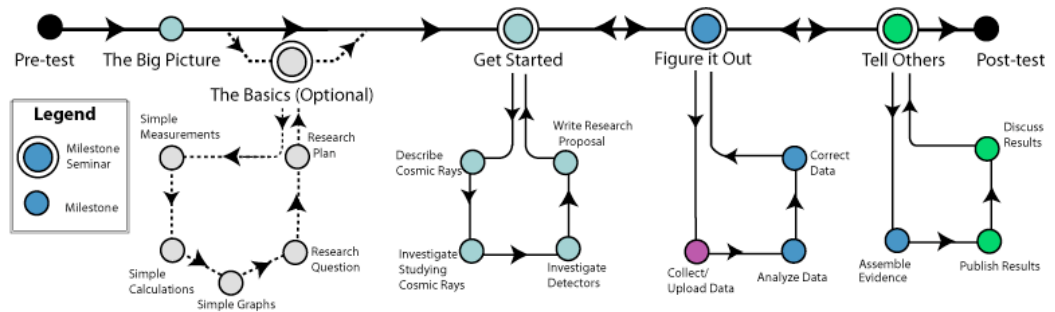 Pre-test
The Big Picture
The Basics (Optional)
Get Started
Figure it Out
Tell Others
Post-test
Legend
Milestone
Seminar
Milestone
Simple
Measurements
Research
Plan
Simple
Calculations
Simple Graphs
Research
Question
Describe
Cosmic Rays
Write Research
Proposal
Investigate
Studying
Cosmic Rays
Investigate
Detectors
Correct
Data
Collect/
Upload Data
Analyze Data
Discuss
Results
Assemble
Evidence
Publish Results